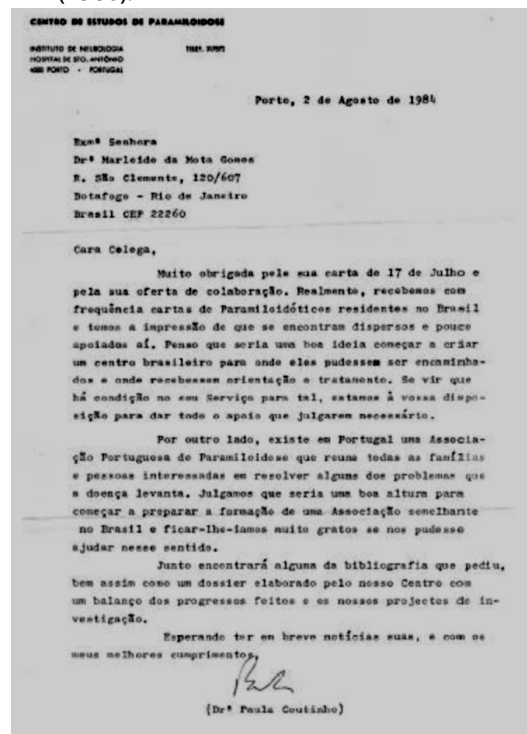 CENTRO DE ESTUDOS DE PARAMILOIDOSE
INSTITUTO DE NEUROLOGIA TELEF.
HOSPITAL DE STO. ANTÓNIO
4000 PORTO - PORTUGAL
Porto, 2 de Agosto de 1984
Exmª Senhora
Drª Marleide da Mota Gomes
R. São Clemente, 120/607
Botafogo - Rio de Janeiro
Brasil CEP 22260
Cara Colega,
Muito obrigada pela sua carta de 17 de Julho e
pela sua oferta de colaboração. Realmente, recebemos com
frequência cartas de Paramiloidóticos residentes no Brasil
e temos a impressão de que se encontram dispersos e pouco
apoiados aí. Penso que seria uma boa ideia começar a criar
um centro brasileiro para onde eles pudessem ser encaminha-
dos e onde recebessem orientação e tratamento. Se vir que
há condição no seu Serviço para tal, estamos à vossa dispo-
sição para dar todo o apoio que julgarem necessário.
Por outro lado, existe em Portugal uma Associa-
ção Portuguesa de Paramiloidose que reune todas as famílias
e pessoas interessadas em resolver alguns dos problemas que
a doença levanta. Julgamos que seria uma boa altura para
começar a preparar a formação de uma Associação semelhante
no Brasil e ficar-lhe-iamos muito gratos se nos pudesse
ajudar nesse sentido.
Junto encontrará alguma da bibliografia que pediu,
bem assim como um dossier elaborado pelo nosso Centro com
um balanço dos progressos feitos e os nossos projectos de in-
vestigação.
Esperando ter em breve notícias suas, e com os
meus melhores cumprimentos,
(Drª Paula Coutinho)